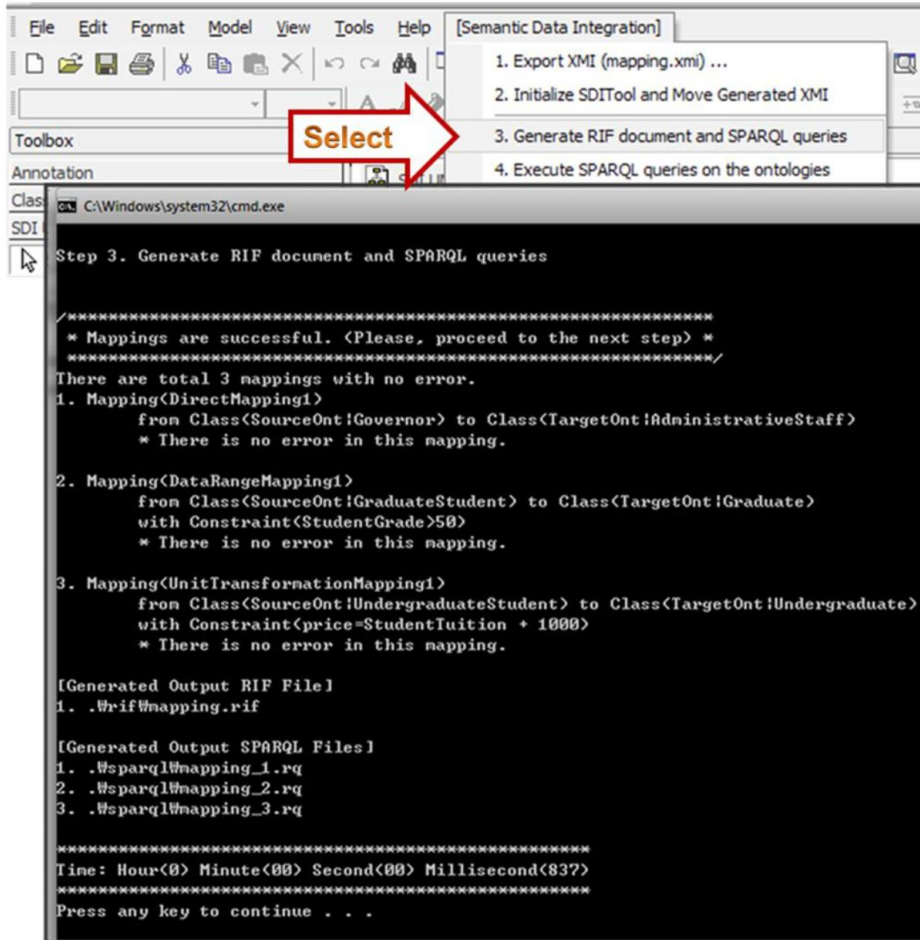 File Edit Format Model View Tools Help [Semantic Data Integration]
1. Export XMI (mapping.xmi) ...
2. Initialize SDITool and Move Generated XMI
Select
3. Generate RIF document and SPARQL queries
4. Execute SPARQL queries on the ontologies
Toolbox
Annotation
Clas
SDI
C:\Windows\system32\cmd.exe
Step 3. Generate RIF document and SPARQL queries
/***************************************************************
* Mappings are successful. (Please, proceed to the next step) *
***************************************************************/
There are total 3 mappings with no error.
1. Mapping(DirectMapping1)
from Class(SourceOnt|Governor) to Class(TargetOnt|AdministrativeStaff)
* There is no error in this mapping.
2. Mapping(DataRangeMapping1)
from Class(SourceOnt|GraduateStudent) to Class(TargetOnt|Graduate)
with Constraint(StudentGrade>50)
* There is no error in this mapping.
3. Mapping(UnitTransformationMapping1)
from Class(SourceOnt|UndergraduateStudent) to Class(TargetOnt|Undergraduate)
with Constraint(price=StudentTuition + 1000)
* There is no error in this mapping.
[Generated Output RIF File]
1. .₩rif₩mapping.rif
[Generated Output SPARQL Files]
1. .₩sparql₩mapping_1.rq
2. .₩sparql₩mapping_2.rq
3. .₩sparql₩mapping_3.rq
****************************************************
Time: Hour(0) Minute(00) Second(00) Millisecond(837)
****************************************************
Press any key to continue . . .